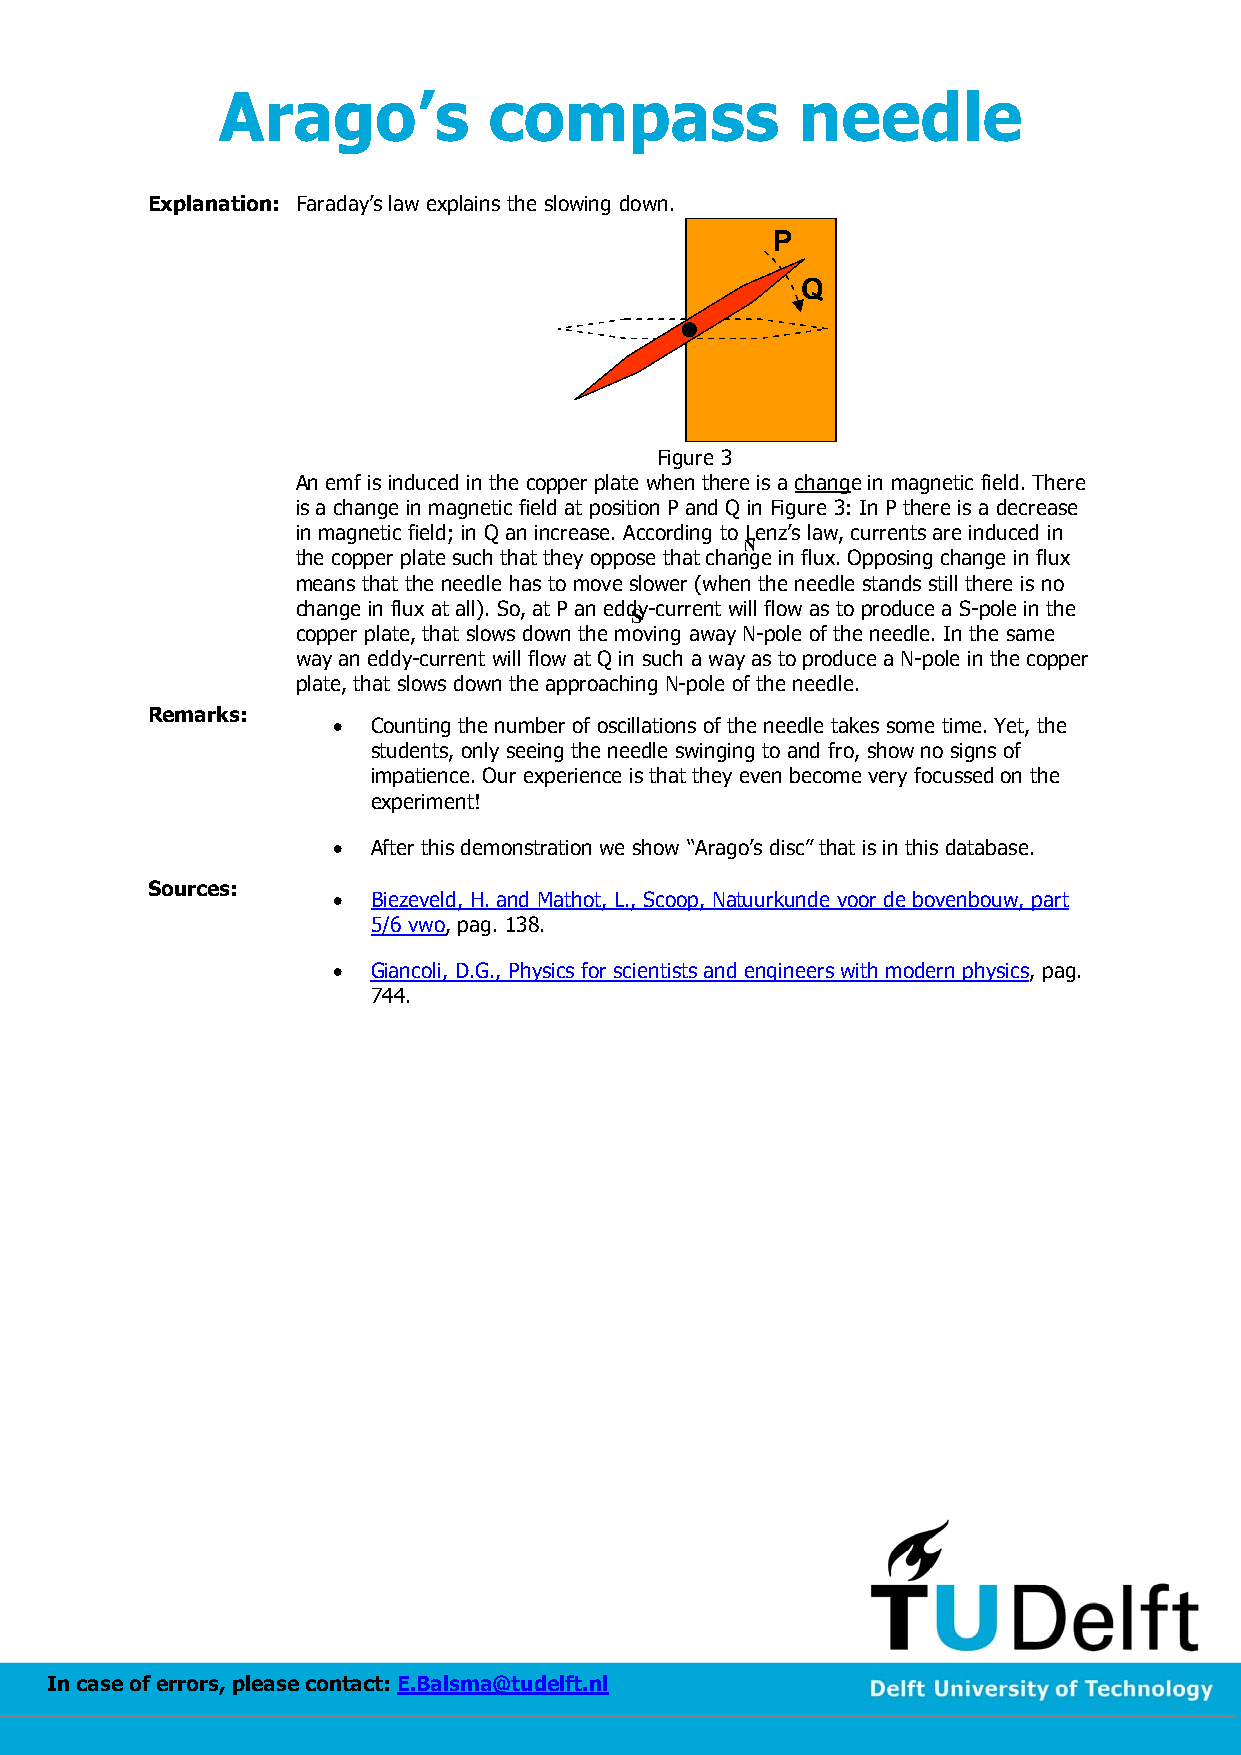 Arago’s compass needle
Explanation: Faraday’s law explains the slowing down.
P
Q
Figure 3
An emf is induced in the copper plate when there is a change in magnetic field. There
is a change in magnetic field at position P and Q in Figure 3: In P there is a decrease
in magnetic field; in Q an increase. According to Lenz’s law, currents are induced in
N
the copper plate such that they oppose that change in flux. Opposing change in flux
means that the needle has to move slower (when the needle stands still there is no
change in flux at all). So, at P an eddy-current will flow as to produce a S-pole in the
S
copper plate, that slows down the moving away N-pole of the needle. In the same
way an eddy-current will flow at Q in such a way as to produce a N-pole in the copper
plate, that slows down the approaching N-pole of the needle.
Remarks:
• Counting the number of oscillations of the needle takes some time. Yet, the
students, only seeing the needle swinging to and fro, show no signs of
impatience. Our experience is that they even become very focussed on the
experiment!
• After this demonstration we show “Arago’s disc” that is in this database.
Sources:
• Biezeveld, H. and Mathot, L., Scoop, Natuurkunde voor de bovenbouw, part
5/6 vwo, pag. 138.
• Giancoli, D.G., Physics for scientists and engineers with modern physics, pag.
744.
TUDelft
In case of errors, please contact: E.Balsma@tudelft.nl
Delft University of Technology